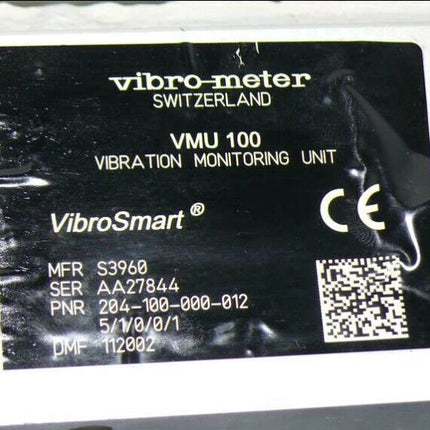 vibro-meter
SWITZERLAND
VMU 100
VIBRATION MONITORING UNIT
VibroSmart®
CE
MFR S3960
SER AA27844
PNR 204-100-000-012
5/1/0/0/1
DMF 112002